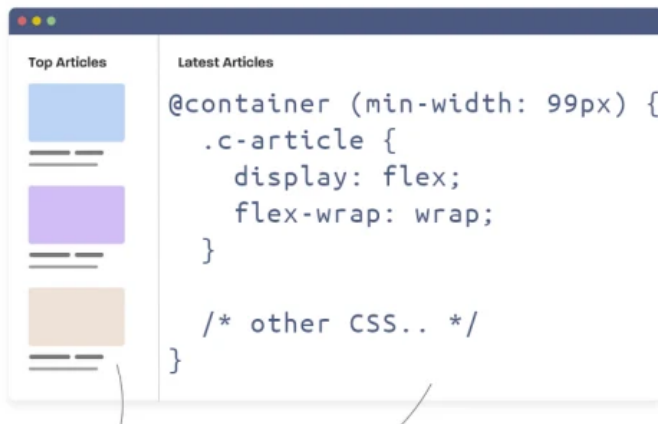 Top Articles
Latest Articles
@container (min-width: 99px) {
.c-article {
display: flex;
flex-wrap: wrap;
}
/* other CSS.. */
}